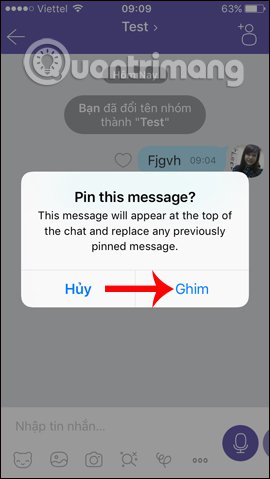 Viettel 09:09 63%
Test >
Quantrimang
Hôm Nay
Bạn đã đổi tên nhóm
thành "Test"
Fjgvh 09:04
Pin this message?
This message will appear at the top of
the chat and replace any previously
pinned message.
Hủy Ghim
Nhập tin nhắn...